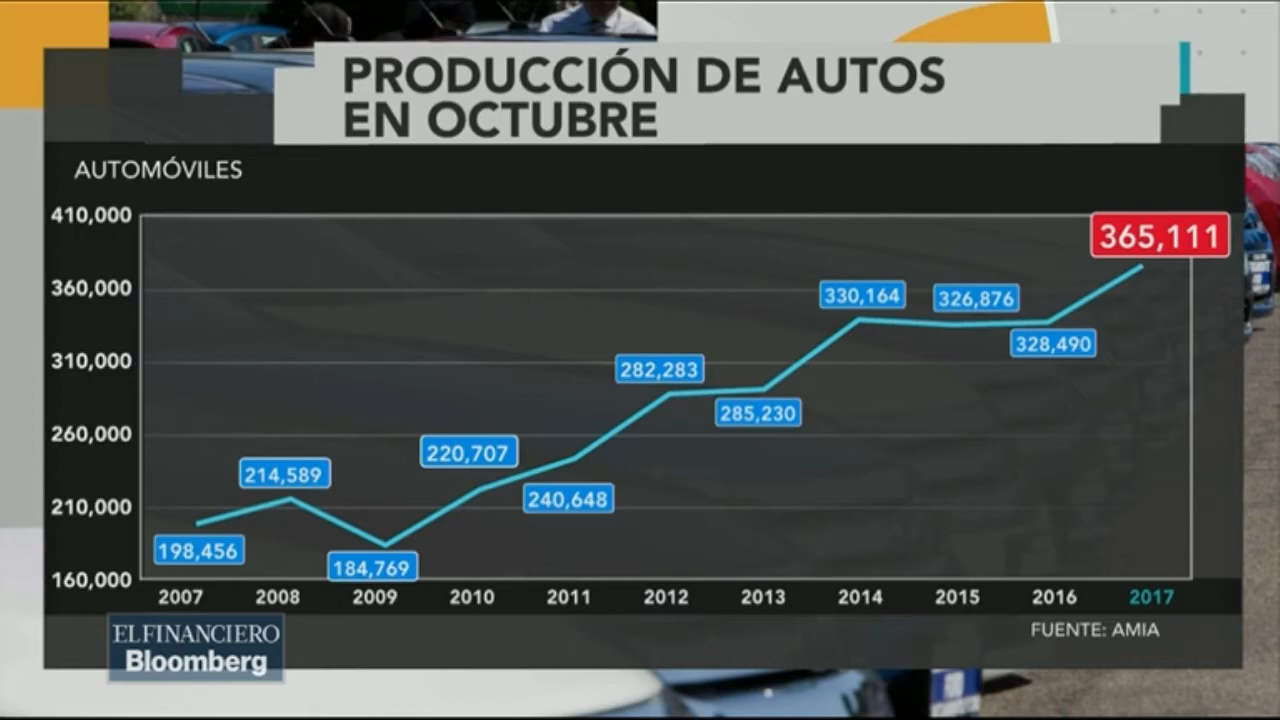 PRODUCCIÓN DE AUTOS
EN OCTUBRE
AUTOMÓVILES
410,000
365,111
360,000
330,164
326,876
328,490
310,000
282,283
285,230
260,000
220,707
240,648
214,589
210,000
198,456
184,769
160,000
2007 2008 2009 2010 2011 2012 2013 2014 2015 2016 2017
EL FINANCIERO
Bloomberg
FUENTE: AMIA